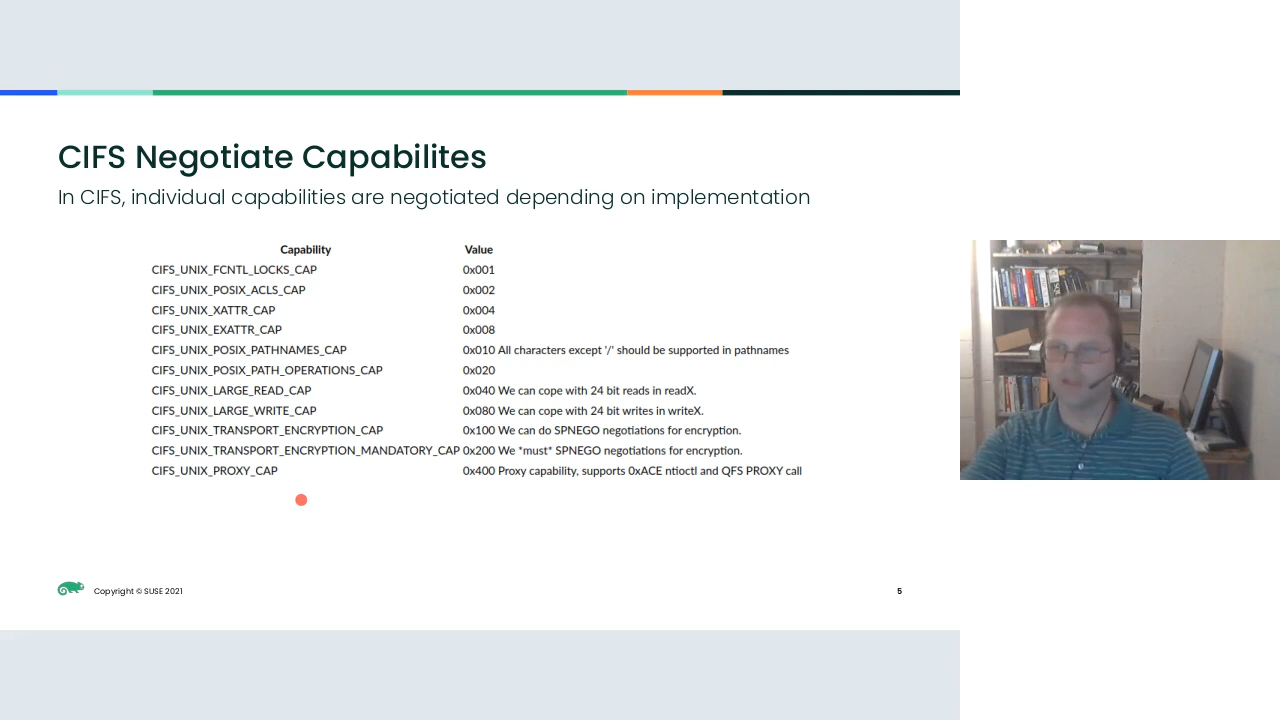 CIFS Negotiate Capabilites
In CIFS, individual capabilities are negotiated depending on implementation
Capability Value
CIFS_UNIX_FCNTL_LOCKS_CAP 0x001
CIFS_UNIX_POSIX_ACLS_CAP 0x002
CIFS_UNIX_XATTR_CAP 0x004
CIFS_UNIX_EXATTR_CAP 0x008
CIFS_UNIX_POSIX_PATHNAMES_CAP 0x010 All characters except '/' should be supported in pathnames
CIFS_UNIX_POSIX_PATH_OPERATIONS_CAP 0x020
CIFS_UNIX_LARGE_READ_CAP 0x040 We can cope with 24 bit reads in readX.
CIFS_UNIX_LARGE_WRITE_CAP 0x080 We can cope with 24 bit writes in writeX.
CIFS_UNIX_TRANSPORT_ENCRYPTION_CAP 0x100 We can do SPNEGO negotiations for encryption.
CIFS_UNIX_TRANSPORT_ENCRYPTION_MANDATORY_CAP 0x200 We *must* SPNEGO negotiations for encryption.
CIFS_UNIX_PROXY_CAP 0x400 Proxy capability, supports 0xACE ntioctl and QFS PROXY call
Copyright © SUSE 2021
5